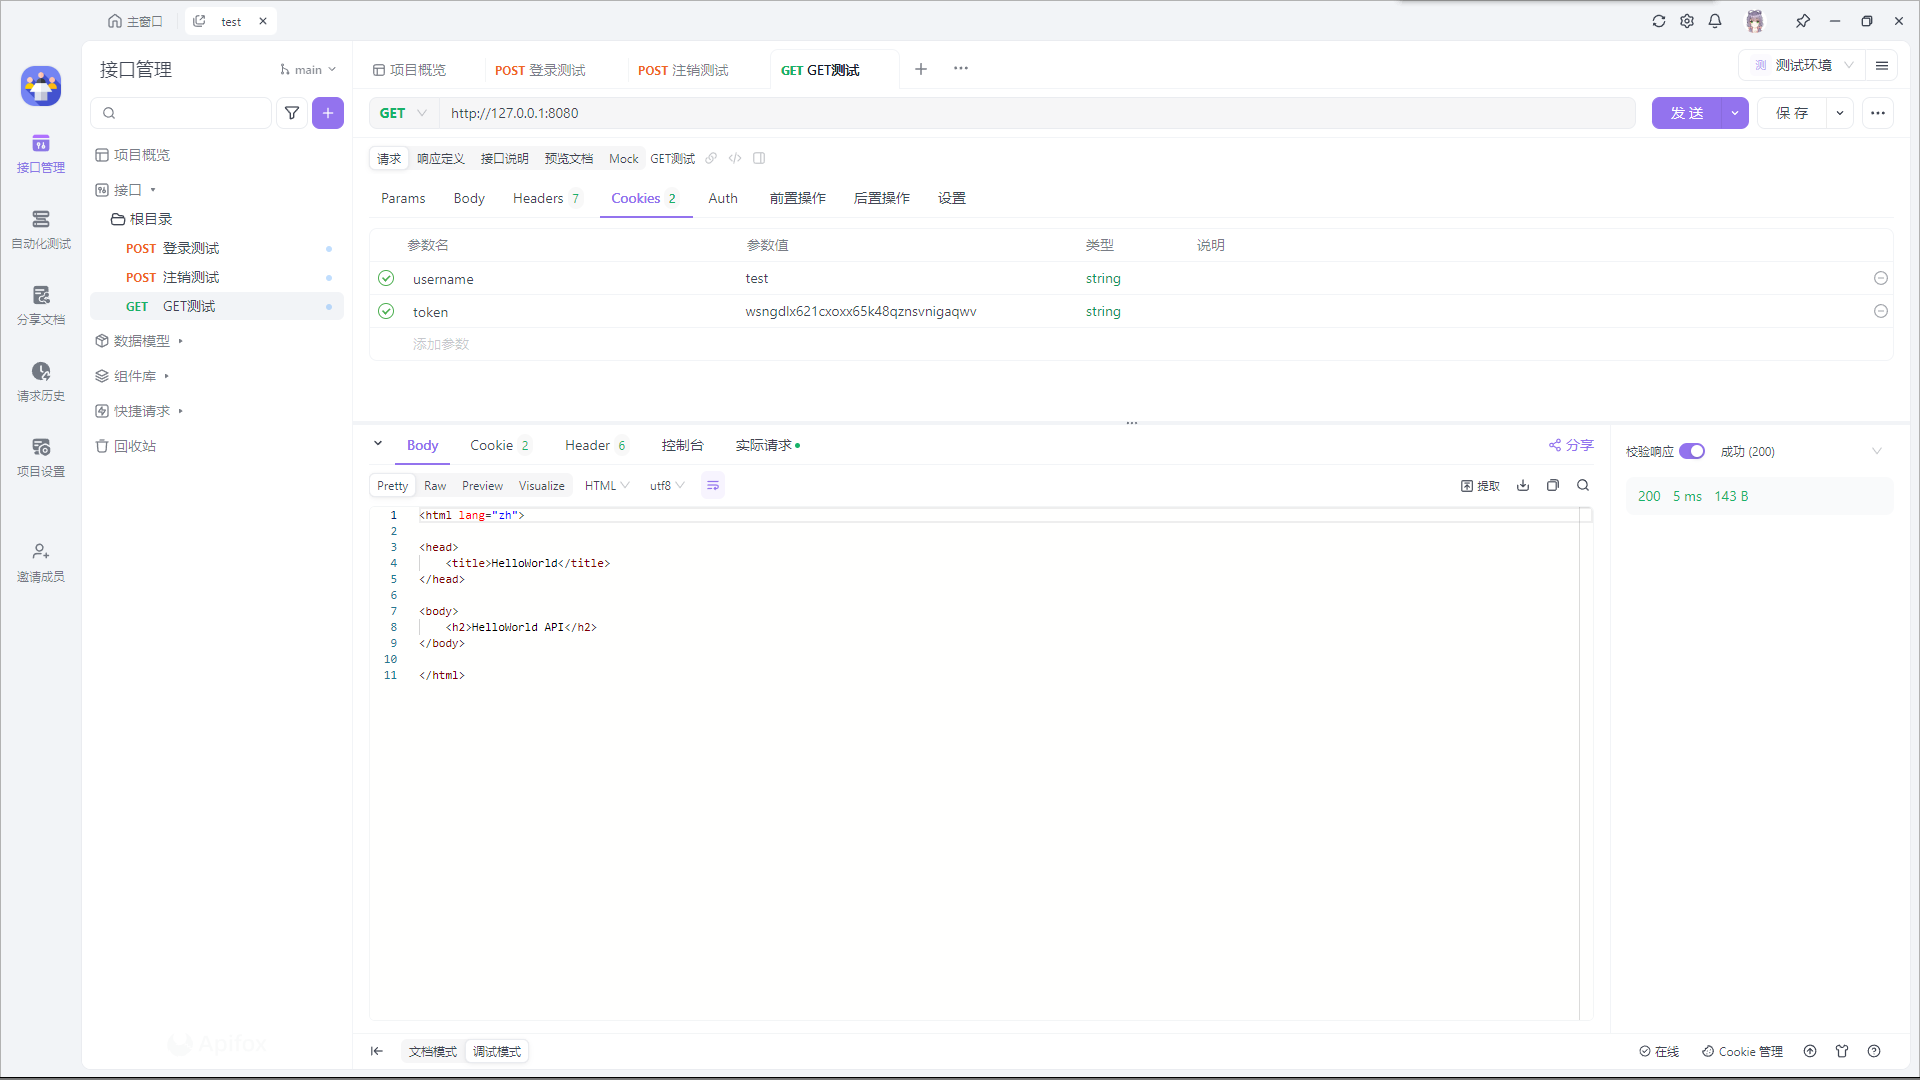 主窗口
test
接口管理
main
项目概览
POST 登录测试
POST 注销测试
GET GET测试
测 测试环境
GET
http://127.0.0.1:8080
发 送
保 存
请求
响应定义
接口说明
预览文档
Mock
GET测试
Params
Body
Headers 7
Cookies 2
Auth
前置操作
后置操作
设置
参数名
参数值
类型
说明
username
test
string
token
wsngdlx621cxoxx65k48qznsvnigaqwv
string
添加参数
接口管理
自动化测试
分享文档
请求历史
项目设置
邀请成员
项目概览
接口
根目录
POST 登录测试
POST 注销测试
GET GET测试
数据模型
组件库
快捷请求
回收站
Apifox
Body
Cookie 2
Header 6
控制台
实际请求
分享
Pretty
Raw
Preview
Visualize
HTML
utf8
提取
1 <html lang="zh">
2
3 <head>
4 <title>HelloWorld</title>
5 </head>
6
7 <body>
8 <h2>HelloWorld API</h2>
9 </body>
10
11 </html>
校验响应
成功 (200)
200 5 ms 143 B
文档模式
调试模式
在线
Cookie 管理